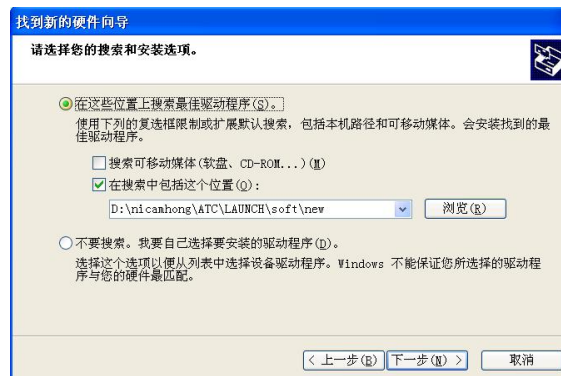 找到新的硬件向导
请选择您的搜索和安装选项。
在这些位置上搜索最佳驱动程序(S)。
使用下列的复选框限制或扩展默认搜索，包括本机路径和可移动媒体。会安装找到的最
佳驱动程序。
搜索可移动媒体(软盘、CD-ROM...)(M)
在搜索中包括这个位置(O):
D:\nicamhong\ATC\LAUNCH\soft\new
浏览(R)
不要搜索。我要自己选择要安装的驱动程序(D)。
选择这个选项以便从列表中选择设备驱动程序。Windows 不能保证您所选择的驱动程
序与您的硬件最匹配。
< 上一步(B) 下一步(N) > 取消